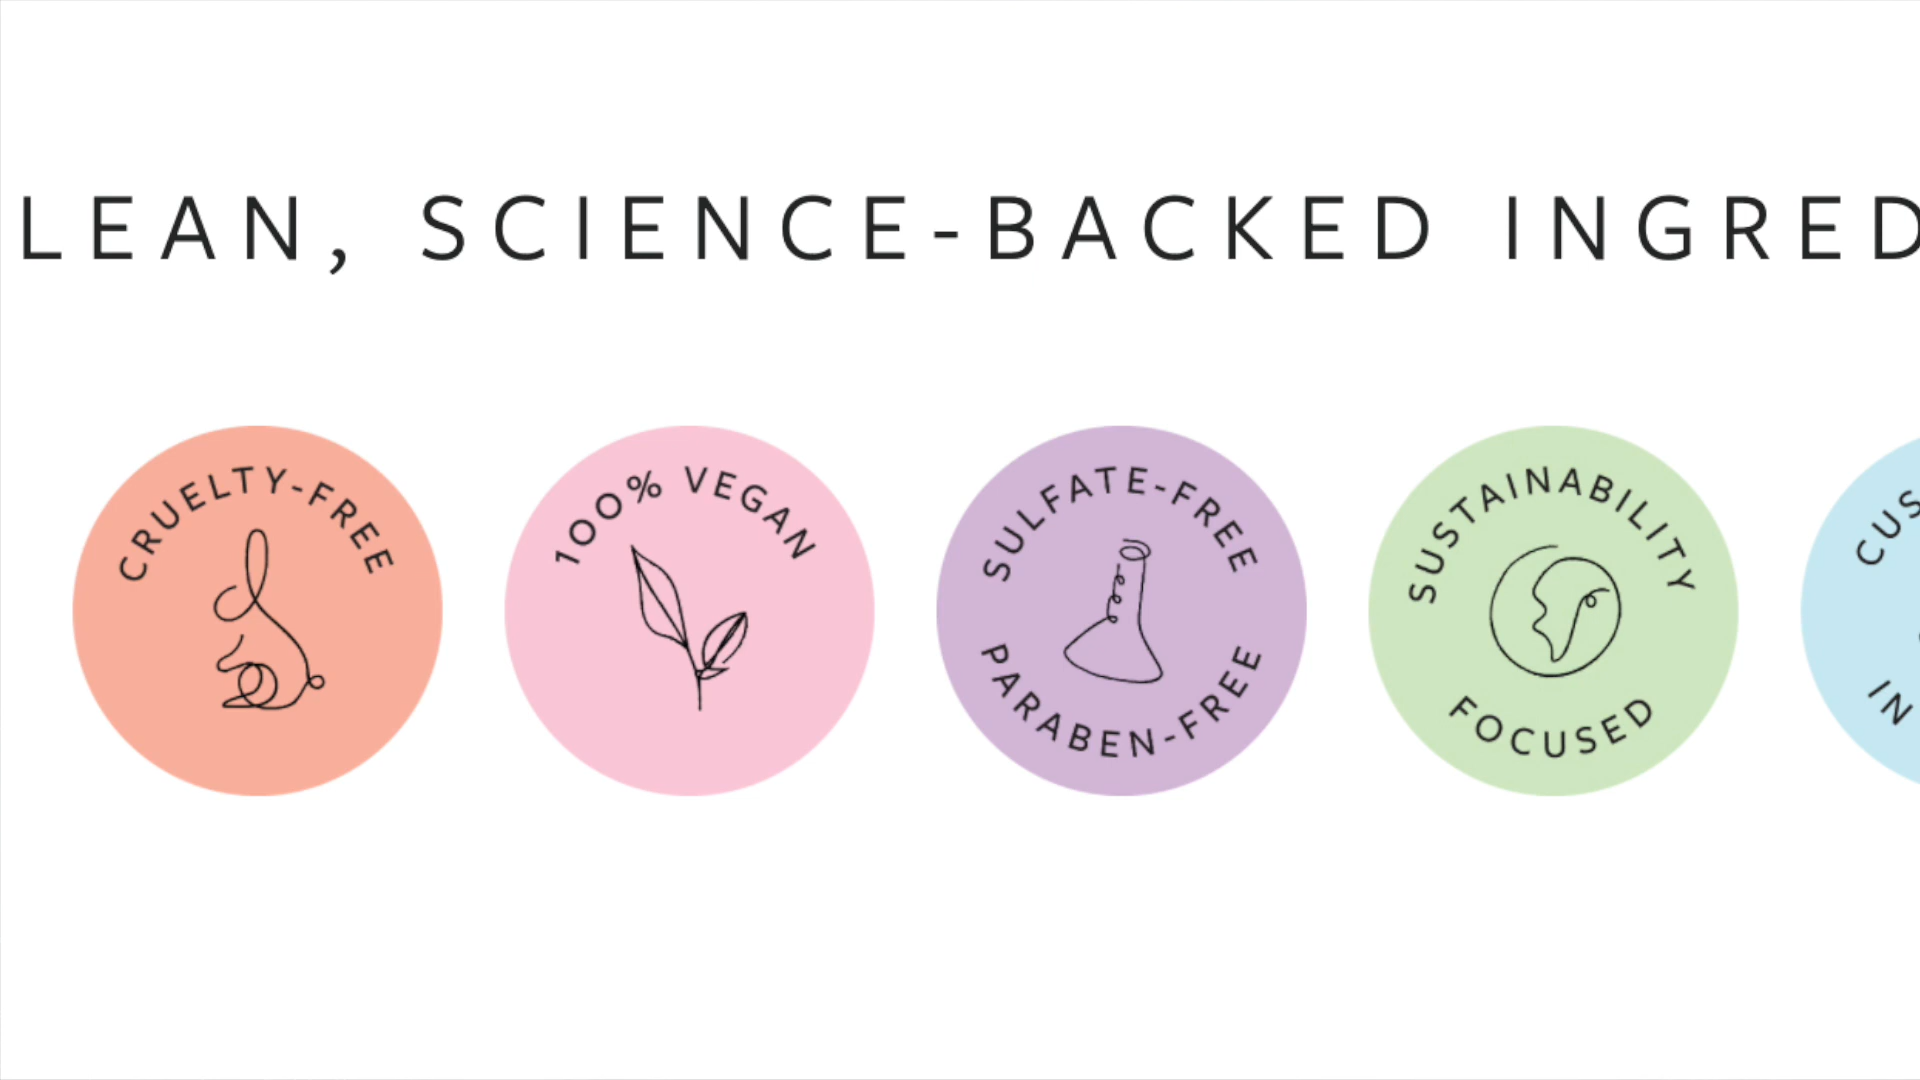 LEAN, SCIENCE-BACKED INGRED
CRUELTY-FREE
100% VEGAN
SULFATE-FREE
PARABEN-FREE
SUSTAINABILITY
FOCUSED
CUS
IN